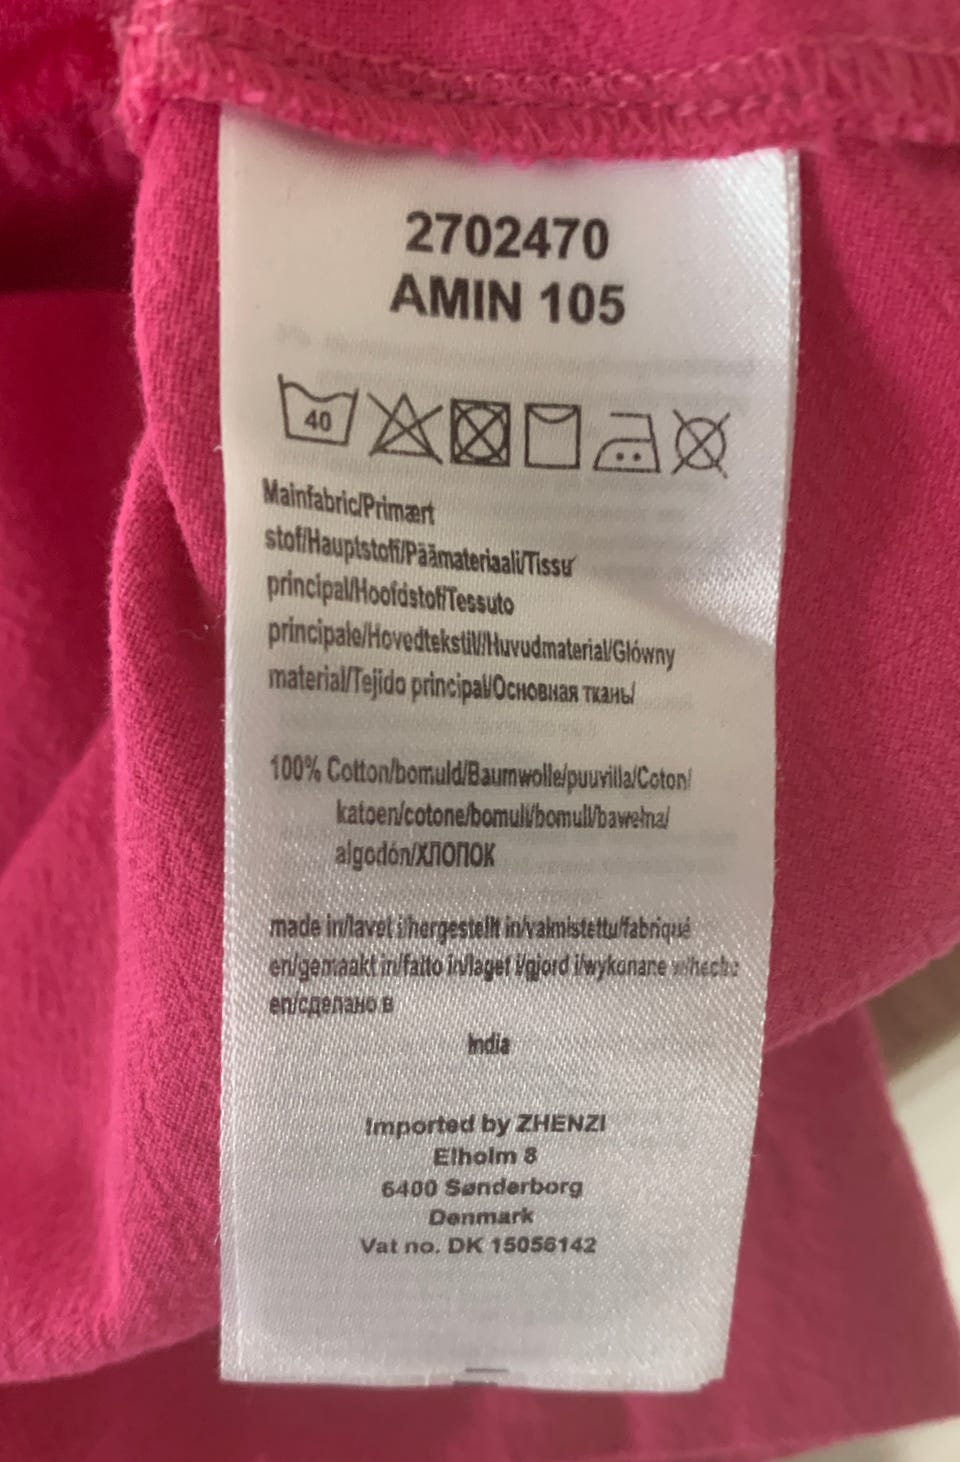 2702470
AMIN 105
40
Mainfabric/Primært
stof/Hauptstoff/Päämateriaali/Tissu
principal/Hoofdstof/Tessuto
principale/Hovedtekstil/Huvudmaterial/Główny
material/Tejido principal/Основная ткань/
100% Cotton/bomuld/Baumwolle/puuvilla/Coton/
katoen/cotone/bomull/bomull/bawełna/
algodón/ХЛОПОК
made in/lavet i/hergestellt in/valmistettu/fabriqué
en/gemaakt in/fatto in/laget i/gjord i/wykonane w/hecho
en/сделано в
India
Imported by ZHENZI
Elholm 8
6400 Sønderborg
Denmark
Vat no. DK 15056142